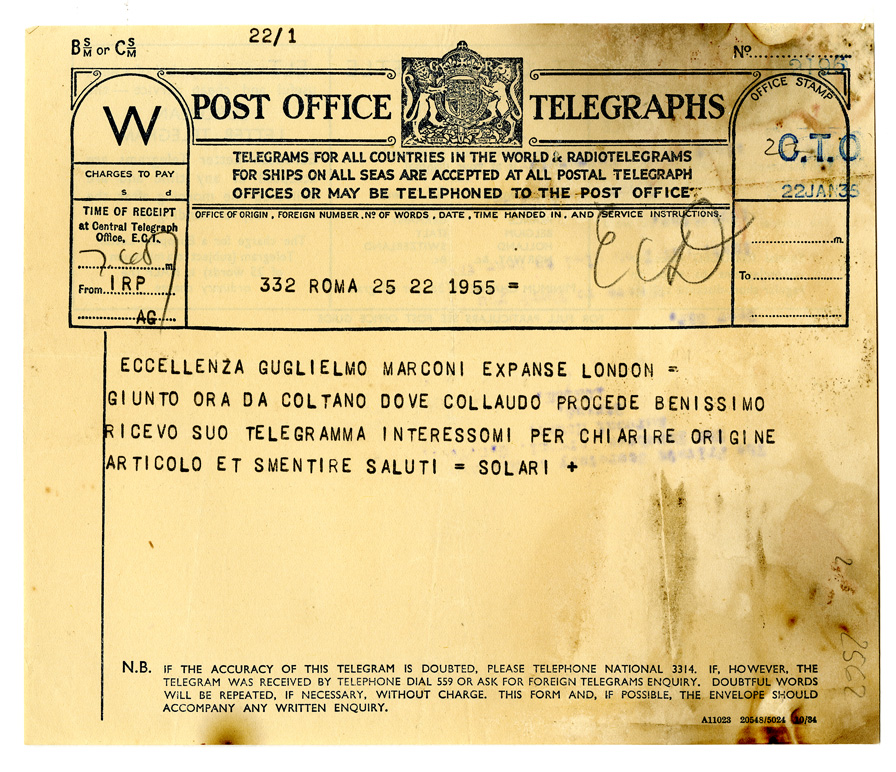 22/1
BS/M or CS/M
Nº
POST OFFICE TELEGRAPHS
W
OFFICE STAMP
C.T.O
22JAN35
TELEGRAMS FOR ALL COUNTRIES IN THE WORLD & RADIOTELEGRAMS
FOR SHIPS ON ALL SEAS ARE ACCEPTED AT ALL POSTAL TELEGRAPH
OFFICES OR MAY BE TELEPHONED TO THE POST OFFICE
CHARGES TO PAY
s d
TIME OF RECEIPT
at Central Telegraph
Office, E.C.1.
m
From IRP
AG
OFFICE OF ORIGIN, FOREIGN NUMBER, Nº OF WORDS, DATE, TIME HANDED IN, AND SERVICE INSTRUCTIONS.
m.
To
332 ROMA 25 22 1955 =
ECCELLENZA GUGLIELMO MARCONI EXPANSE LONDON =
GIUNTO ORA DA COLTANO DOVE COLLAUDO PROCEDE BENISSIMO
RICEVO SUO TELEGRAMMA INTERESSOMI PER CHIARIRE ORIGINE
ARTICOLO ET SMENTIRE SALUTI = SOLARI +
2562
N.B. IF THE ACCURACY OF THIS TELEGRAM IS DOUBTED, PLEASE TELEPHONE NATIONAL 3314. IF, HOWEVER, THE
TELEGRAM WAS RECEIVED BY TELEPHONE DIAL 559 OR ASK FOR FOREIGN TELEGRAMS ENQUIRY. DOUBTFUL WORDS
WILL BE REPEATED, IF NECESSARY, WITHOUT CHARGE. THIS FORM AND, IF POSSIBLE, THE ENVELOPE SHOULD
ACCOMPANY ANY WRITTEN ENQUIRY.
A11023 20548/5024 10/34